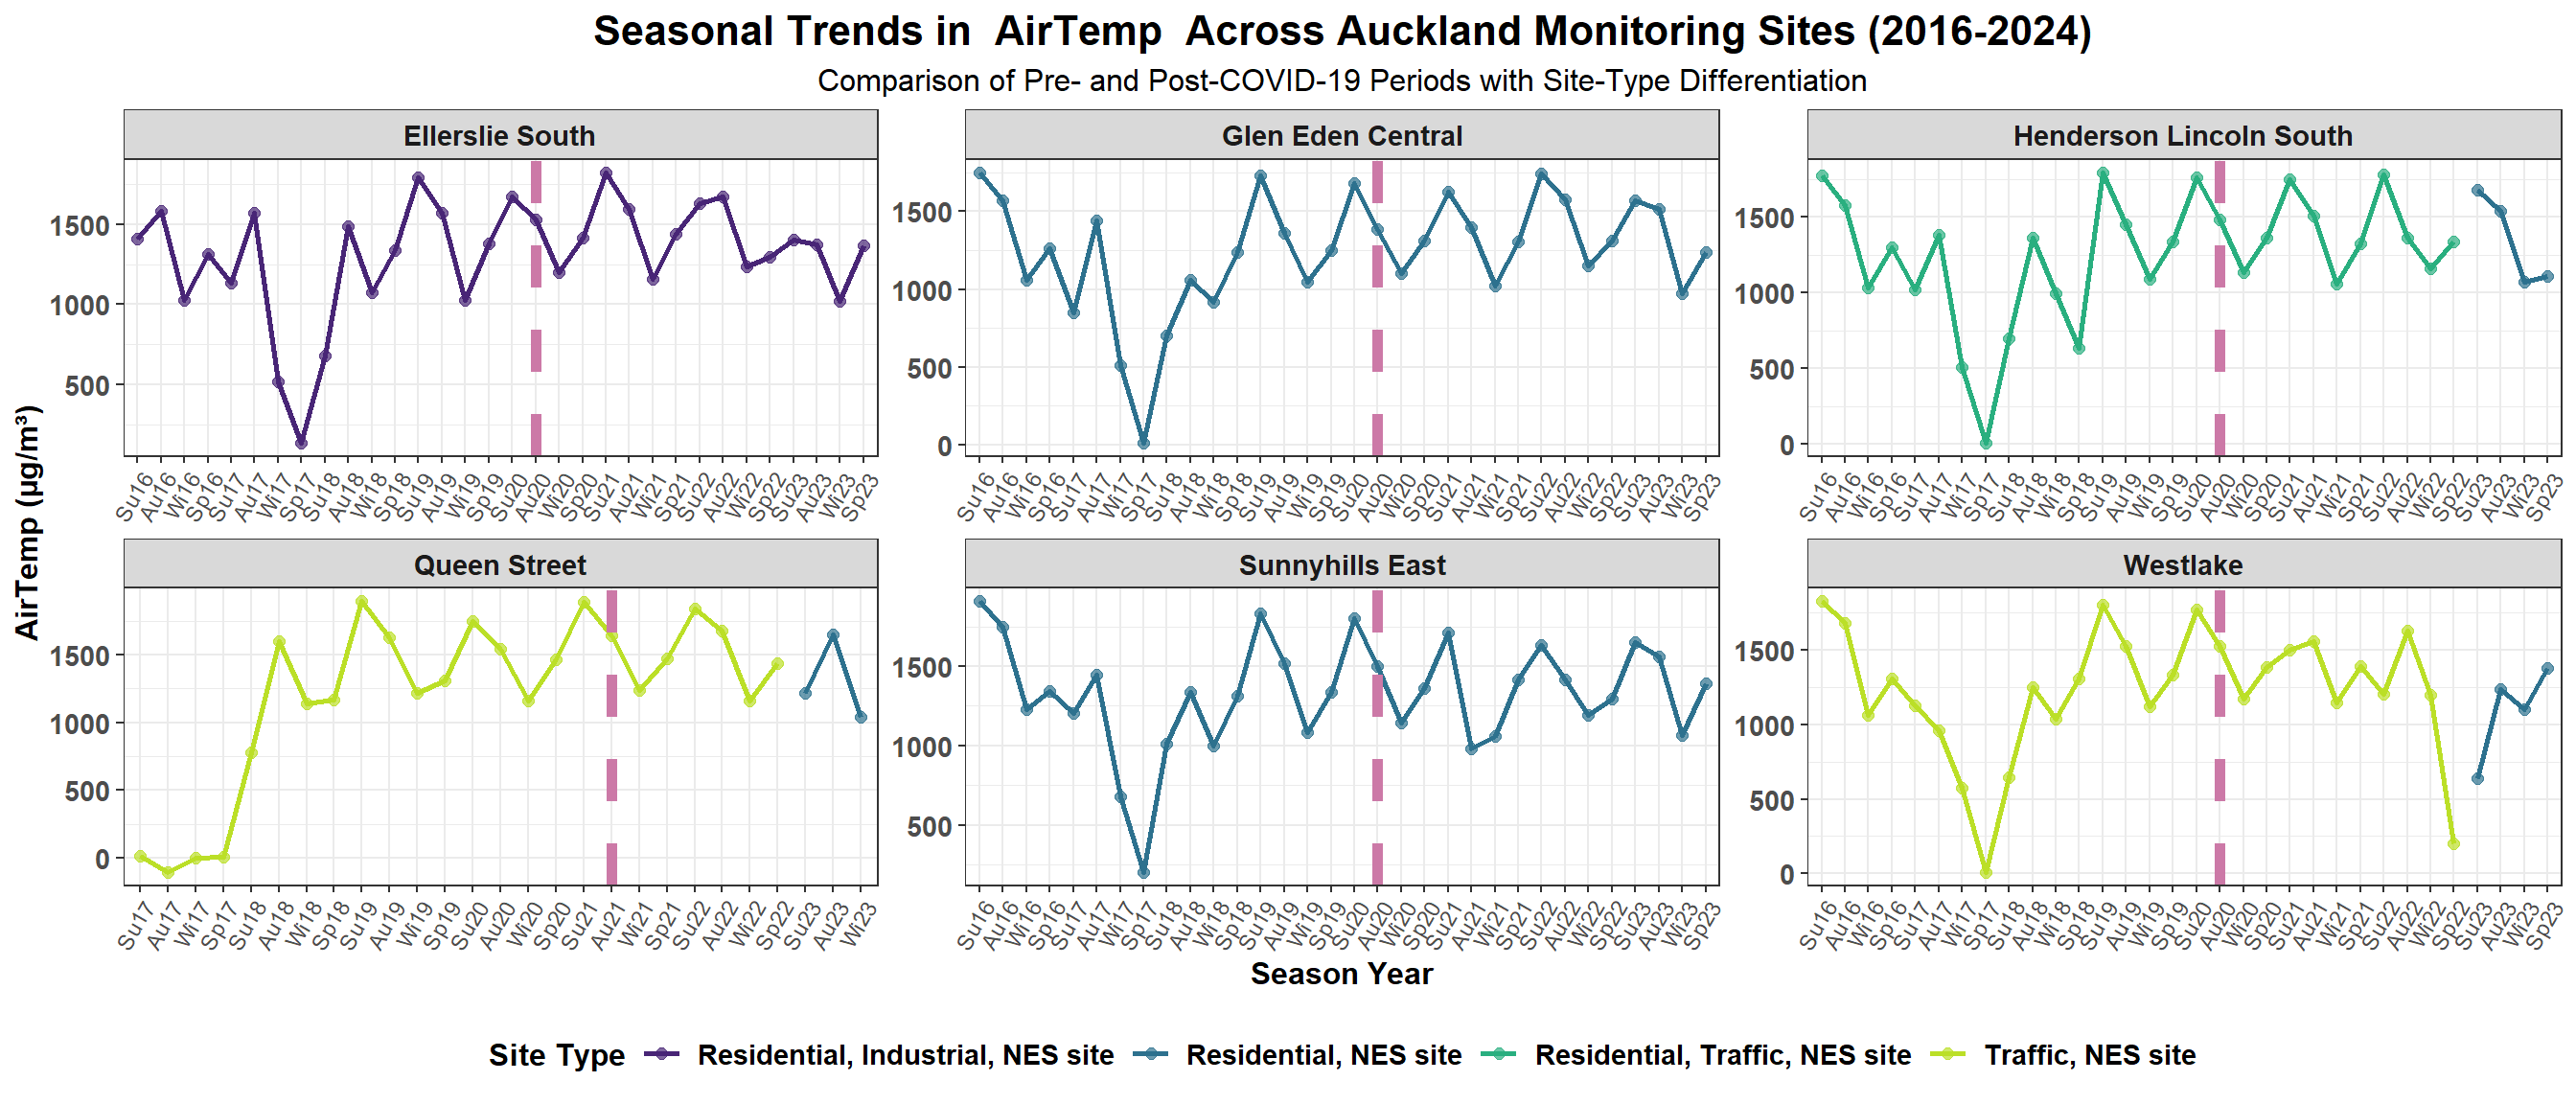 Seasonal Trends in  AirTemp  Across Auckland Monitoring Sites (2016-2024)
Comparison of Pre- and Post-COVID-19 Periods with Site-Type Differentiation
AirTemp (µg/m³)
Ellerslie South
1500
1000
500
Su16 Au16 Wi16 Sp16 Su17 Au17 Wi17 Sp17 Su18 Au18 Wi18 Sp18 Su19 Au19 Wi19 Sp19 Su20 Au20 Wi20 Sp20 Su21 Au21 Wi21 Sp21 Su22 Au22 Wi22 Sp22 Su23 Au23 Wi23 Sp23
Glen Eden Central
1500
1000
500
0
Su16 Au16 Wi16 Sp16 Su17 Au17 Wi17 Sp17 Su18 Au18 Wi18 Sp18 Su19 Au19 Wi19 Sp19 Su20 Au20 Wi20 Sp20 Su21 Au21 Wi21 Sp21 Su22 Au22 Wi22 Sp22 Su23 Au23 Wi23 Sp23
Henderson Lincoln South
1500
1000
500
0
Su16 Au16 Wi16 Sp16 Su17 Au17 Wi17 Sp17 Su18 Au18 Wi18 Sp18 Su19 Au19 Wi19 Sp19 Su20 Au20 Wi20 Sp20 Su21 Au21 Wi21 Sp21 Su22 Au22 Wi22 Sp22 Su23 Au23 Wi23 Sp23
Queen Street
1500
1000
500
0
Su17 Au17 Wi17 Sp17 Su18 Au18 Wi18 Sp18 Su19 Au19 Wi19 Sp19 Su20 Au20 Wi20 Sp20 Su21 Au21 Wi21 Sp21 Su22 Au22 Wi22 Sp22 Su23 Au23 Wi23
Sunnyhills East
1500
1000
500
Su16 Au16 Wi16 Sp16 Su17 Au17 Wi17 Sp17 Su18 Au18 Wi18 Sp18 Su19 Au19 Wi19 Sp19 Su20 Au20 Wi20 Sp20 Su21 Au21 Wi21 Sp21 Su22 Au22 Wi22 Sp22 Su23 Au23 Wi23 Sp23
Westlake
1500
1000
500
0
Su16 Au16 Wi16 Sp16 Su17 Au17 Wi17 Sp17 Su18 Au18 Wi18 Sp18 Su19 Au19 Wi19 Sp19 Su20 Au20 Wi20 Sp20 Su21 Au21 Wi21 Sp21 Su22 Au22 Wi22 Sp22 Su23 Au23 Wi23 Sp23
Season Year
Site Type Residential, Industrial, NES site Residential, NES site Residential, Traffic, NES site Traffic, NES site